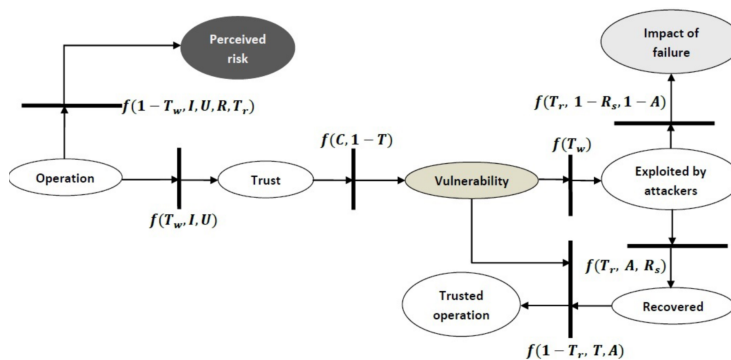 Perceived
risk
Impact of
failure
f(1−T_w, I, U, R, T_r)
f(T_r, 1−R_s, 1−A)
f(C, 1−T)
f(T_w)
Operation
Trust
Vulnerability
Exploited by
attackers
f(T_w, I, U)
f(T_r, A, R_s)
Trusted
operation
Recovered
f(1−T_r, T, A)